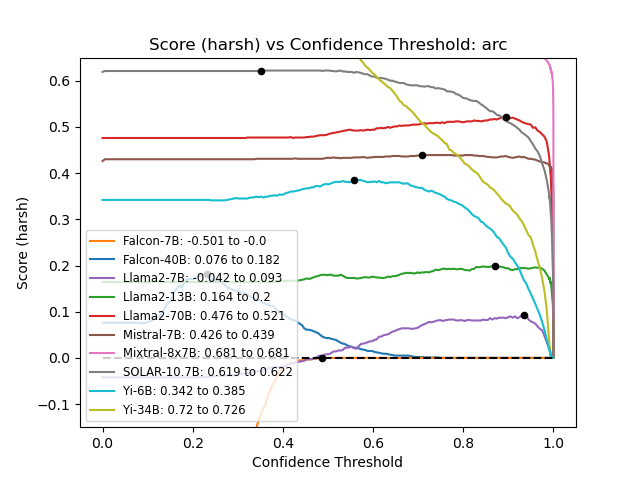 Score (harsh) vs Confidence Threshold: arc
Score (harsh)
0.6
0.5
0.4
0.3
0.2
0.1
0.0
−0.1
Falcon-7B: -0.501 to -0.0
Falcon-40B: 0.076 to 0.182
Llama2-7B: -0.042 to 0.093
Llama2-13B: 0.164 to 0.2
Llama2-70B: 0.476 to 0.521
Mistral-7B: 0.426 to 0.439
Mixtral-8x7B: 0.681 to 0.681
SOLAR-10.7B: 0.619 to 0.622
Yi-6B: 0.342 to 0.385
Yi-34B: 0.72 to 0.726
0.0 0.2 0.4 0.6 0.8 1.0
Confidence Threshold